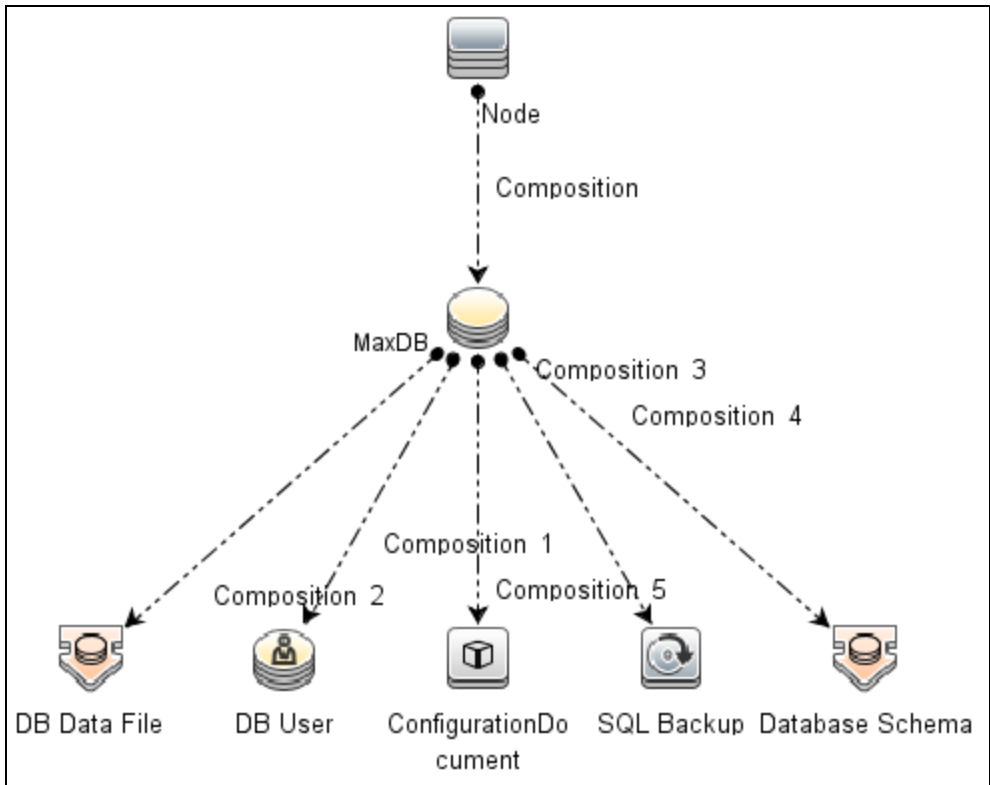 Node
Composition
MaxDB
Composition 3
Composition 4
Composition 1
Composition 5
Composition 2
DB Data File
DB User
ConfigurationDo
cument
SQL Backup
Database Schema